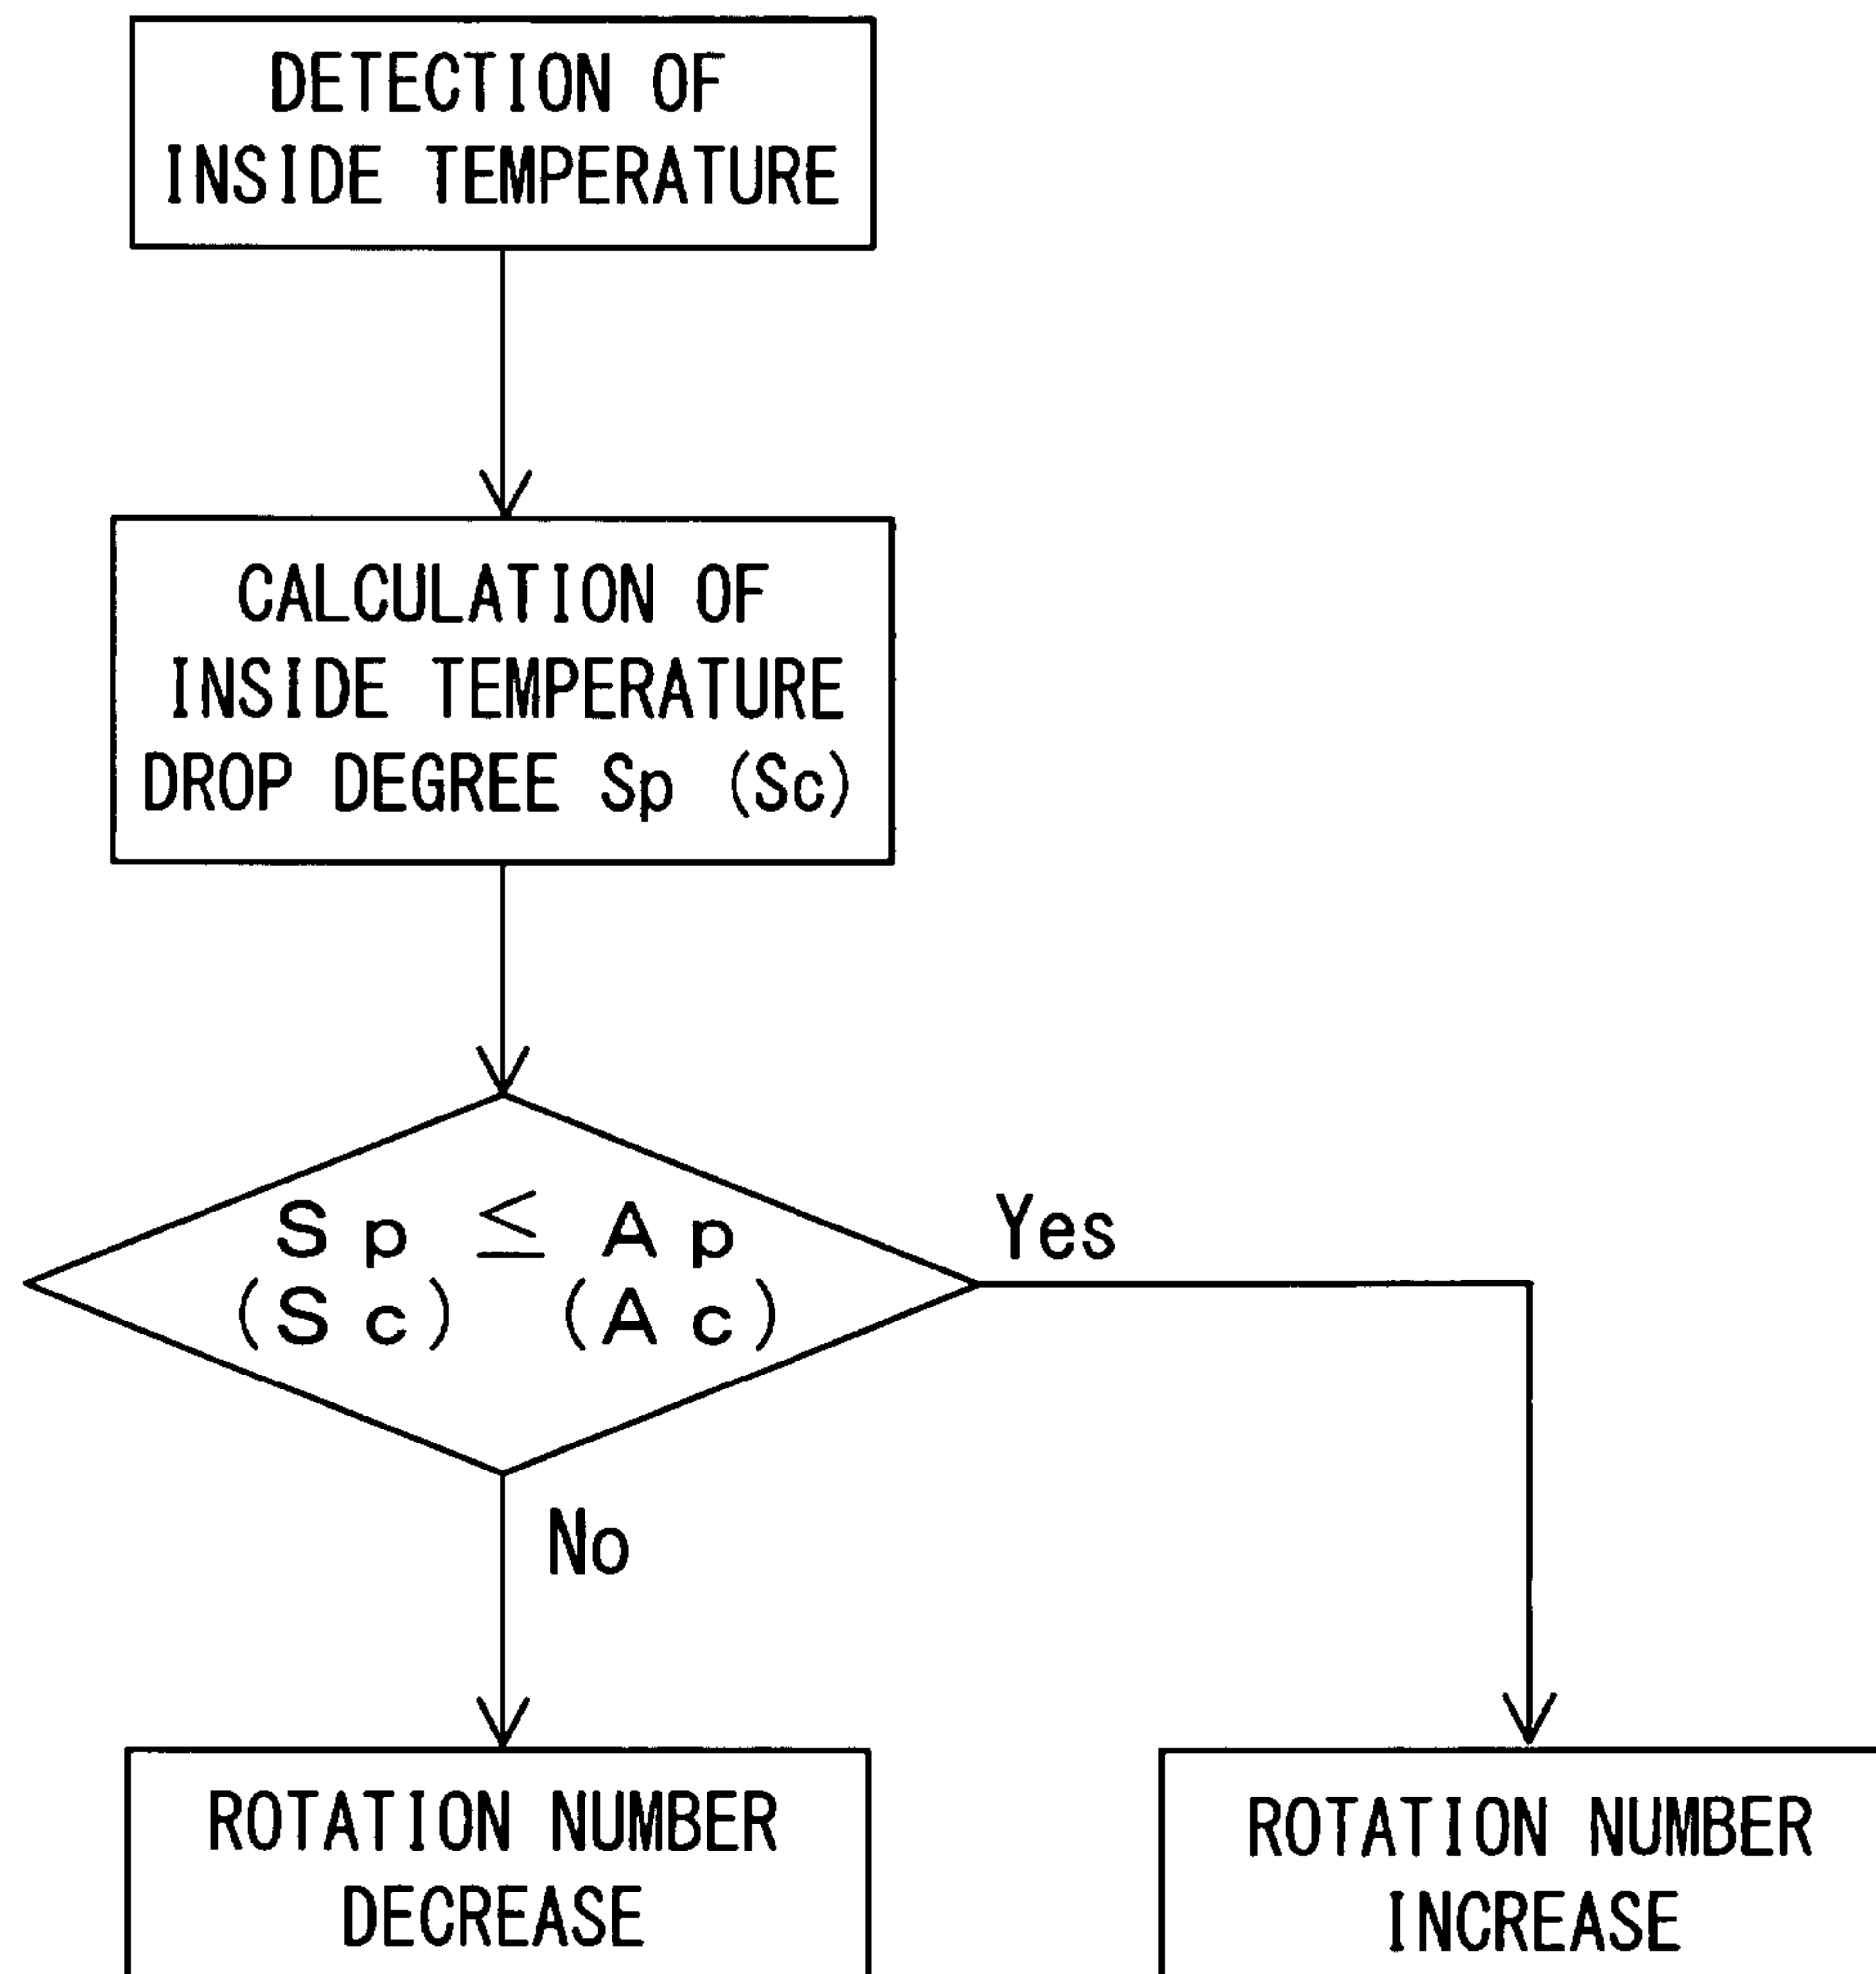 DETECTION OF
INSIDE TEMPERATURE
CALCULATION OF
INSIDE TEMPERATURE
DROP DEGREE Sp (Sc)
Sp ≦ Ap
(Sc) (Ac)
Yes
No
ROTATION NUMBER
DECREASE
ROTATION NUMBER
INCREASE